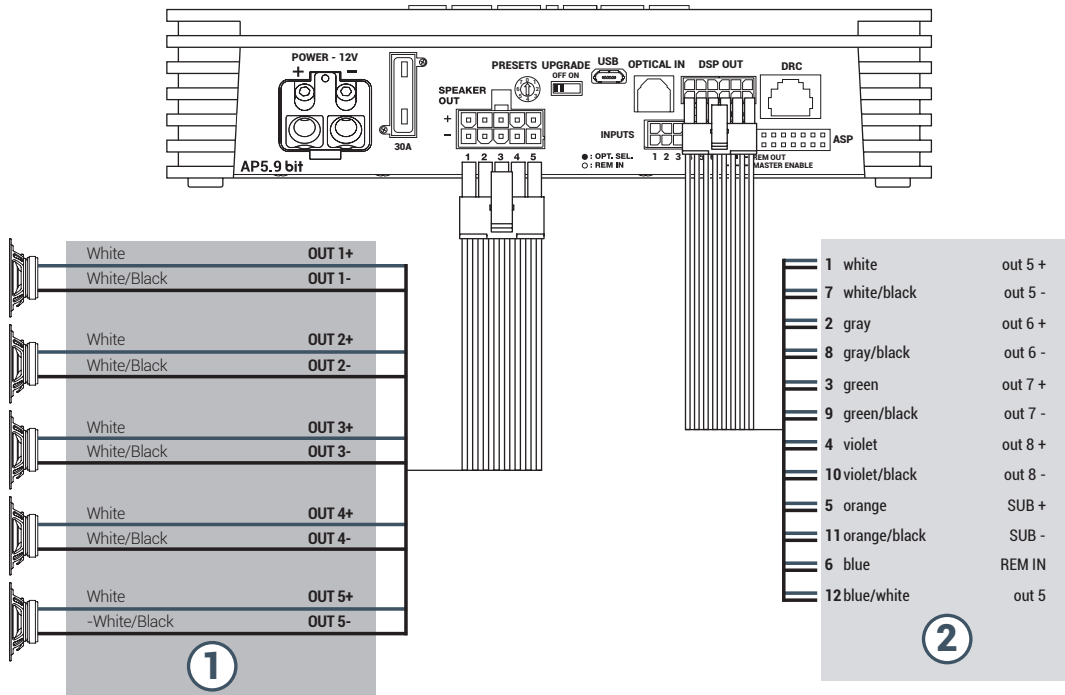 POWER - 12V
+ −
30A
AP5.9 bit
SPEAKER
OUT
+
−
1 2 3 4 5
PRESETS
UPGRADE
OFF ON
USB
OPTICAL IN
DSP OUT
DRC
INPUTS
1 2 3
ASP
● : OPT. SEL.
○ : REM IN
REM OUT
MASTER ENABLE
White OUT 1+
White/Black OUT 1-
White OUT 2+
White/Black OUT 2-
White OUT 3+
White/Black OUT 3-
White OUT 4+
White/Black OUT 4-
White OUT 5+
-White/Black OUT 5-
1
1 white out 5 +
7 white/black out 5 -
2 gray out 6 +
8 gray/black out 6 -
3 green out 7 +
9 green/black out 7 -
4 violet out 8 +
10 violet/black out 8 -
5 orange SUB +
11 orange/black SUB -
6 blue REM IN
12 blue/white out 5
2